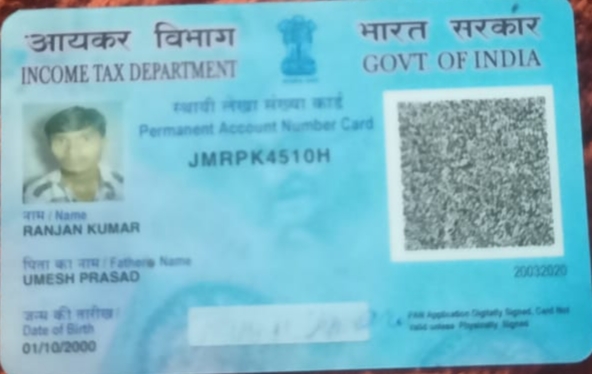 आयकर विभाग
INCOME TAX DEPARTMENT
भारत सरकार
GOVT OF INDIA
स्थायी लेखा संख्या कार्ड
Permanent Account Number Card
JMRPK4510H
नाम / Name
RANJAN KUMAR
पिता का नाम / Father's Name
UMESH PRASAD
जन्म की तारीख /
Date of Birth
01/10/2000
20032020
PAN Application Digitally Signed, Card Not
Valid unless Physically Signed